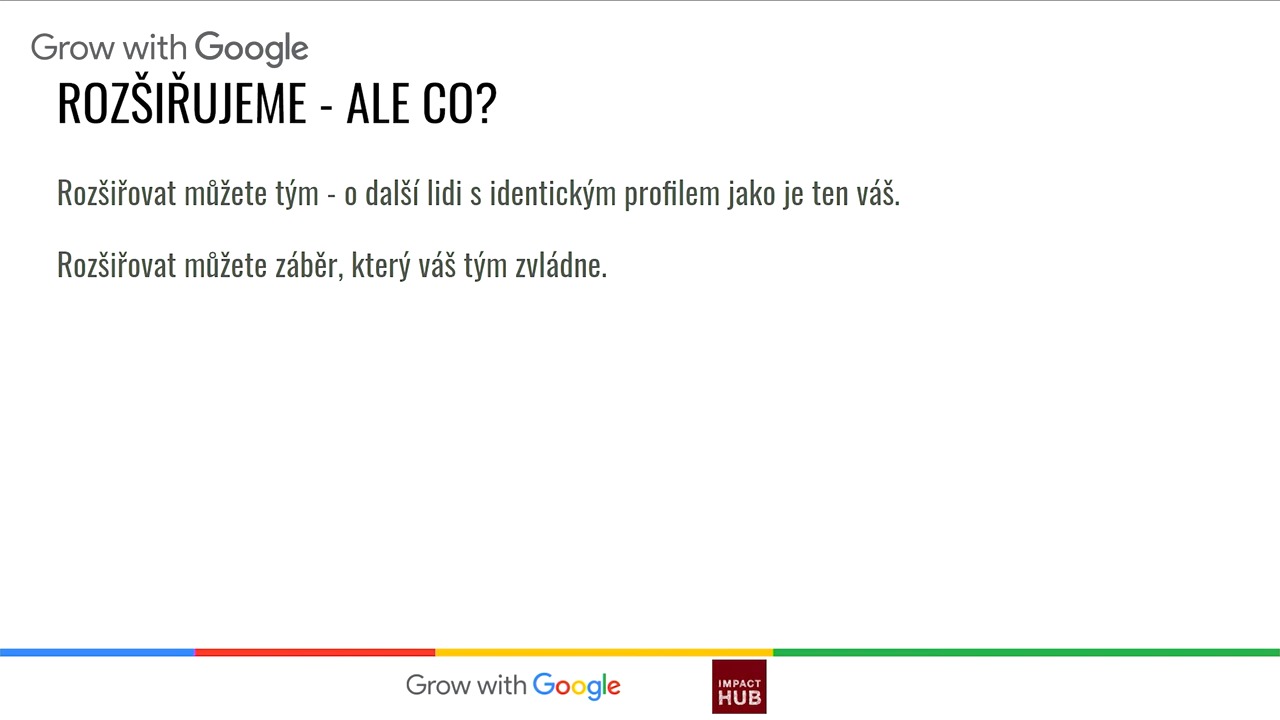 Grow with Google
ROZŠIŘUJEME - ALE CO?
Rozšiřovat můžete tým - o další lidi s identickým profilem jako je ten váš.
Rozšiřovat můžete záběr, který váš tým zvládne.
Grow with Google
IMPACT
HUB